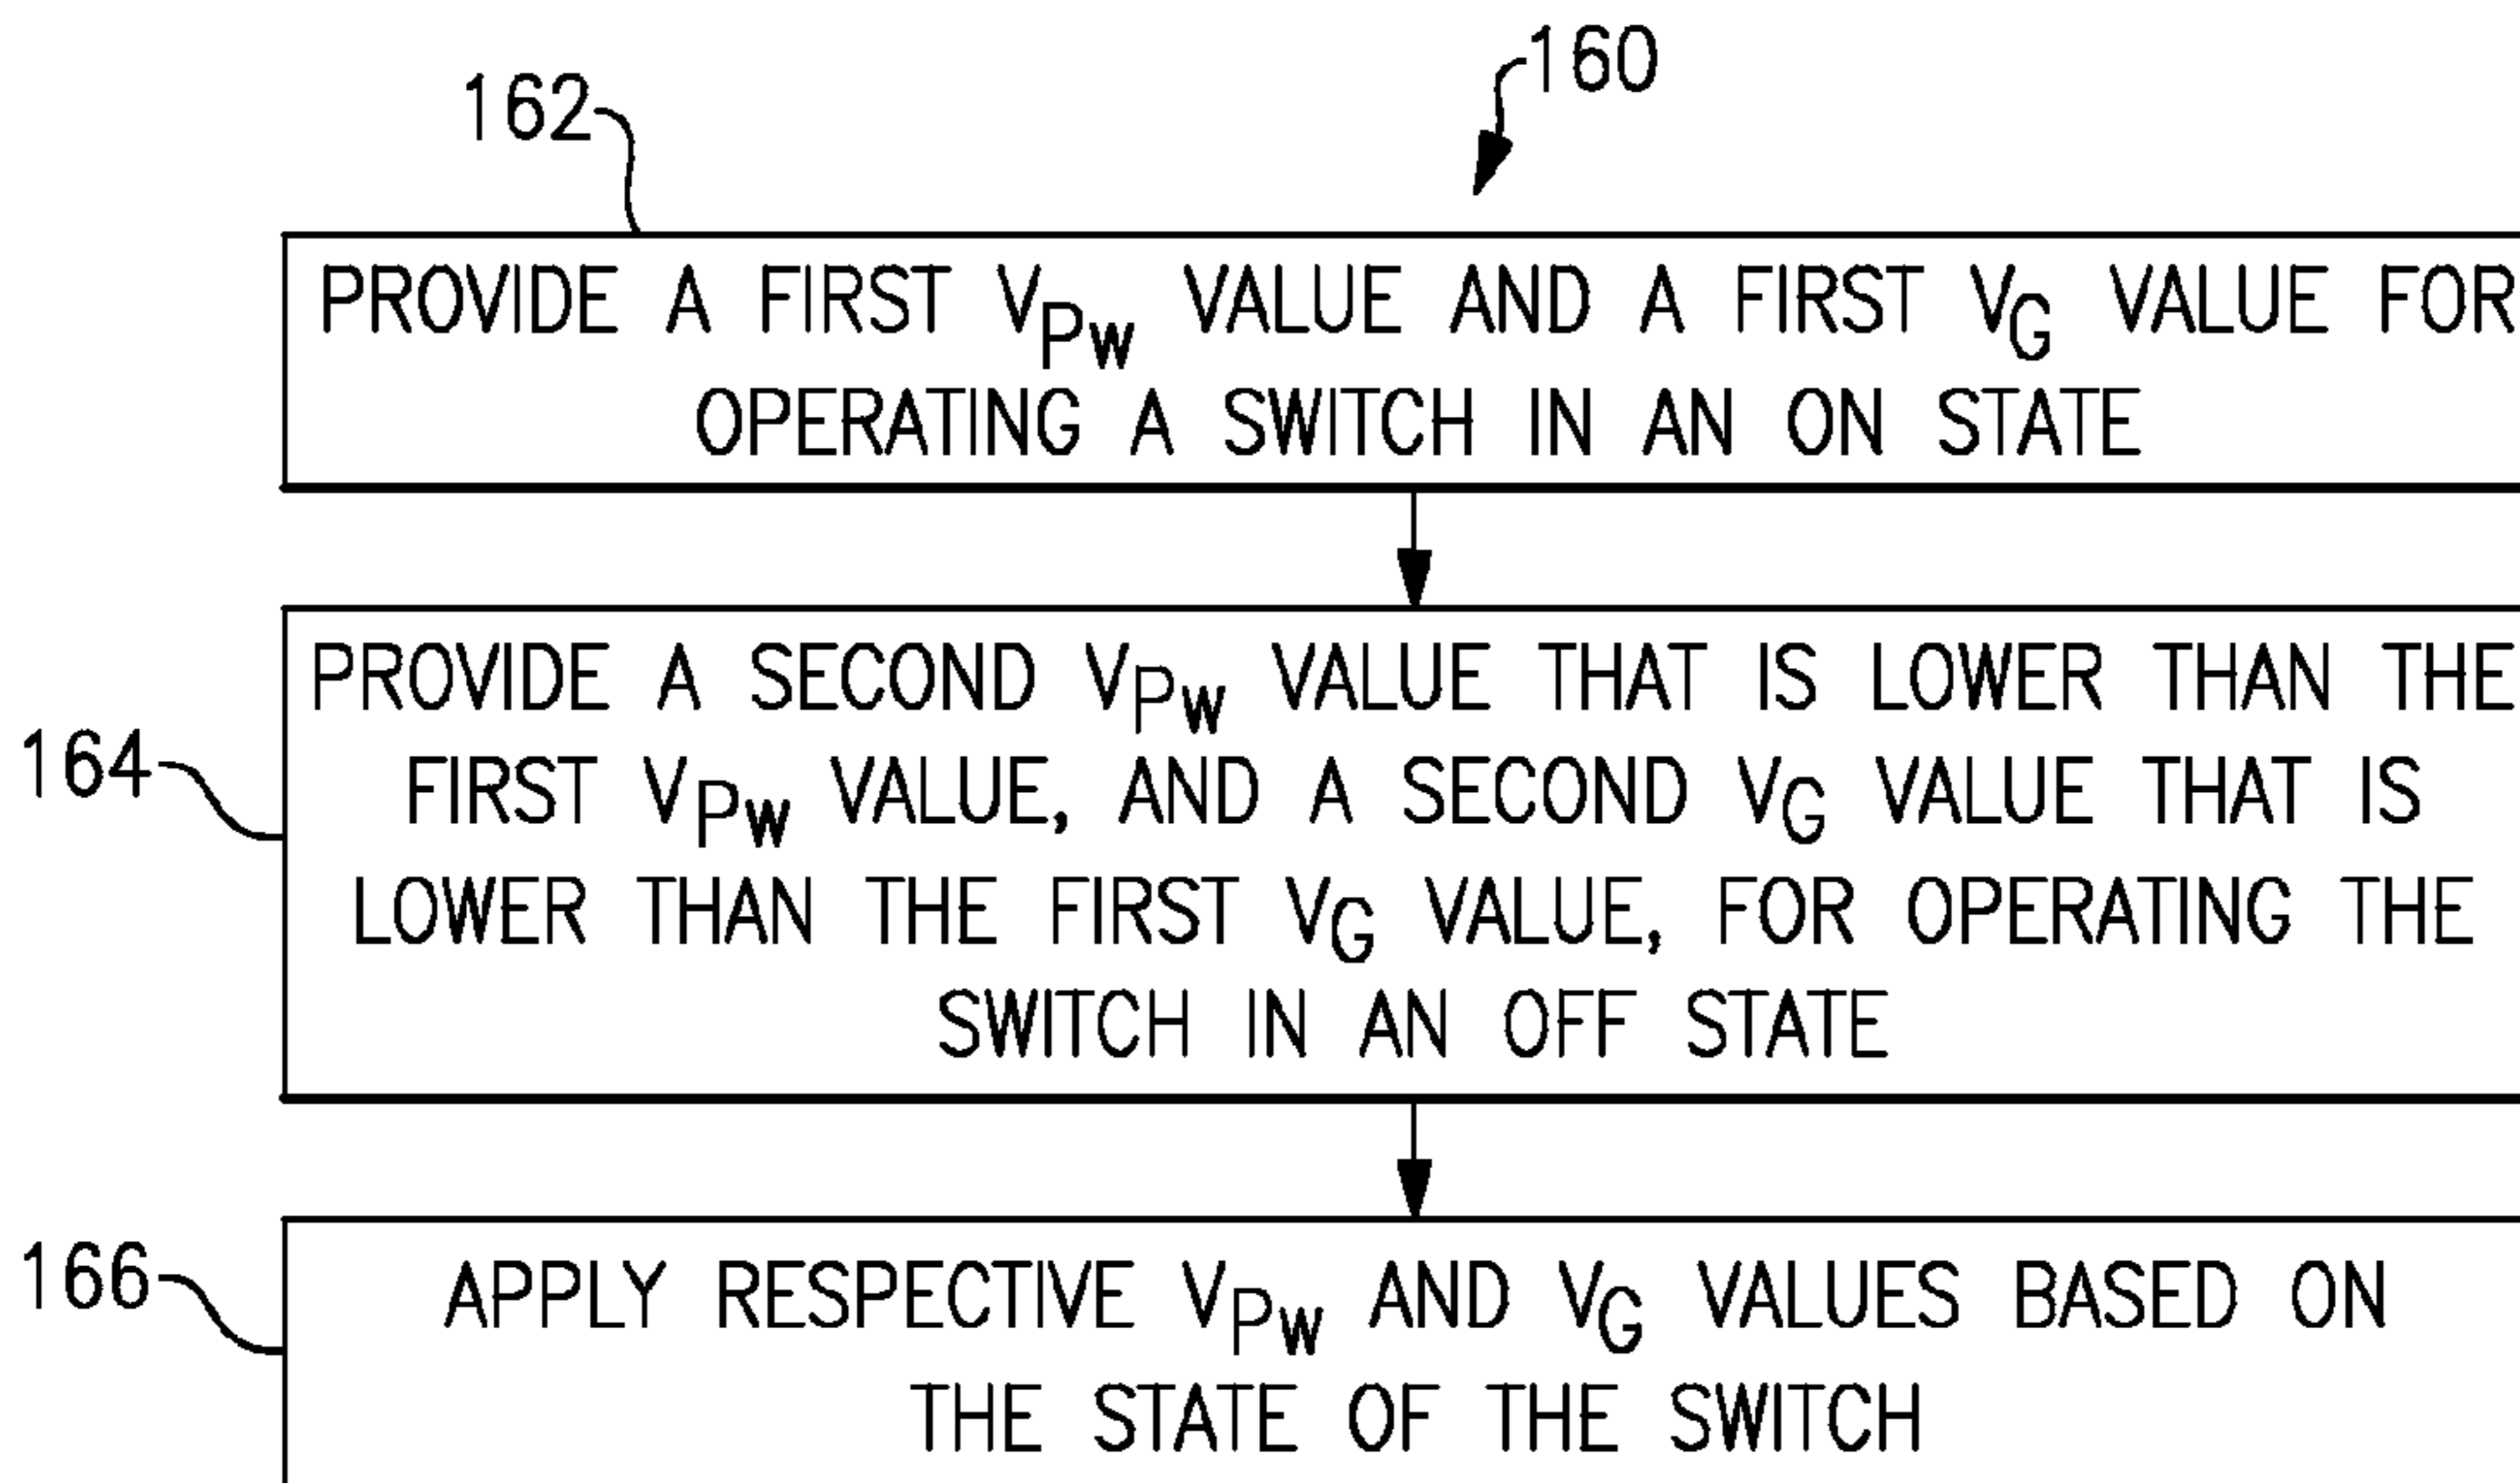 160
162
PROVIDE A FIRST VPW VALUE AND A FIRST VG VALUE FOR
OPERATING A SWITCH IN AN ON STATE
PROVIDE A SECOND VPW VALUE THAT IS LOWER THAN THE
164
FIRST VPW VALUE, AND A SECOND VG VALUE THAT IS
LOWER THAN THE FIRST VG VALUE, FOR OPERATING THE
SWITCH IN AN OFF STATE
166
APPLY RESPECTIVE VPW AND VG VALUES BASED ON
THE STATE OF THE SWITCH